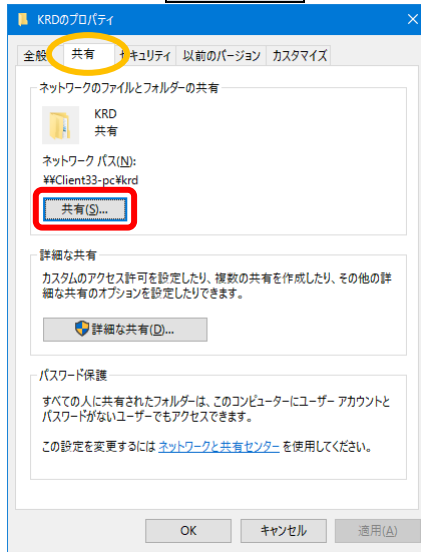 KRDのプロパティ
全般 共有 セキュリティ 以前のバージョン カスタマイズ
ネットワークのファイルとフォルダーの共有
KRD
共有
ネットワーク パス(N):
¥¥Client33-pc¥krd
共有(S)...
詳細な共有
カスタムのアクセス許可を設定したり、複数の共有を作成したり、その他の詳
細な共有のオプションを設定したりできます。
詳細な共有(D)...
パスワード保護
すべての人に共有されたフォルダーは、このコンピューターにユーザー アカウントと
パスワードがないユーザーでもアクセスできます。
この設定を変更するには ネットワークと共有センター を使用してください。
OK キャンセル 適用(A)